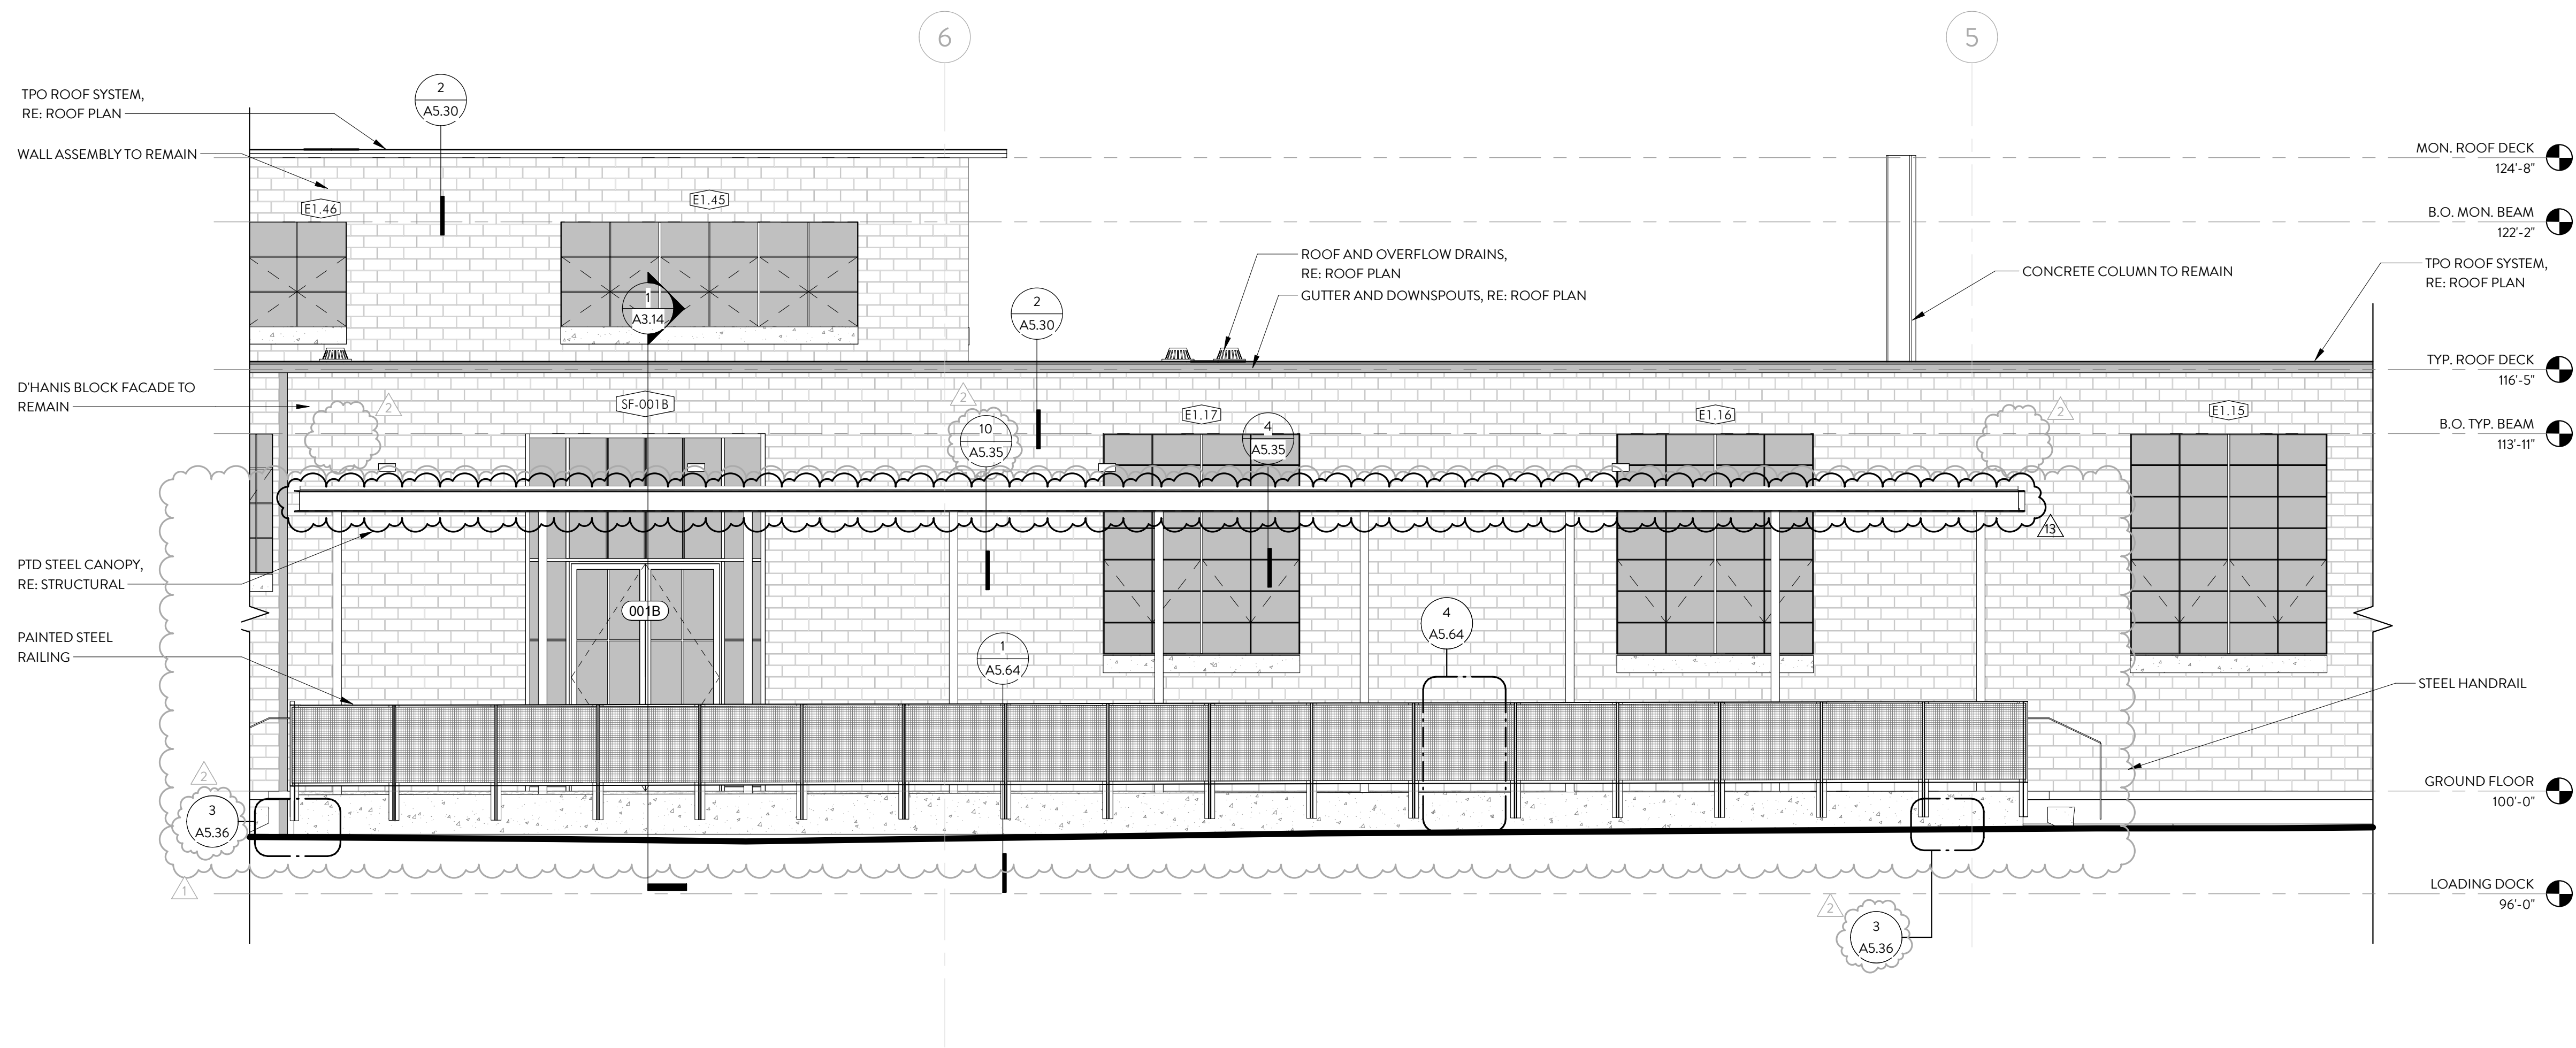 6
5
2
A5.30
TPO ROOF SYSTEM,
RE: ROOF PLAN
WALL ASSEMBLY TO REMAIN
MON. ROOF DECK
124'-8"
E1.46
E1.45
B.O. MON. BEAM
122'-2"
ROOF AND OVERFLOW DRAINS,
RE: ROOF PLAN
GUTTER AND DOWNSPOUTS, RE: ROOF PLAN
CONCRETE COLUMN TO REMAIN
TPO ROOF SYSTEM,
RE: ROOF PLAN
1
A3.14
2
A5.30
TYP. ROOF DECK
116'-5"
D'HANIS BLOCK FACADE TO
REMAIN
2
SF-001B
2
E1.17
E1.16
2
E1.15
10
A5.35
4
A5.35
B.O. TYP. BEAM
113'-11"
13
PTD STEEL CANOPY,
RE: STRUCTURAL
001B
4
A5.64
PAINTED STEEL
RAILING
1
A5.64
STEEL HANDRAIL
2
3
A5.36
GROUND FLOOR
100'-0"
1
LOADING DOCK
96'-0"
2
3
A5.36